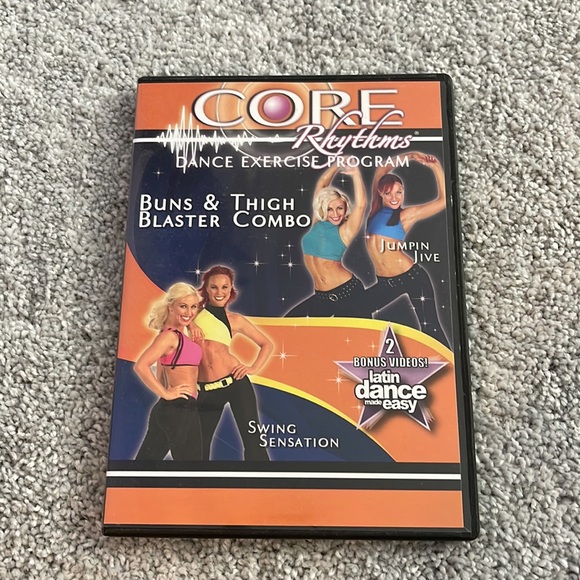 CORE
Rhythms
DANCE EXERCISE PROGRAM
BUNS & THIGH
BLASTER COMBO
JUMPIN
JIVE
2
BONUS VIDEOS!
latin
dance
made easy
SWING
SENSATION